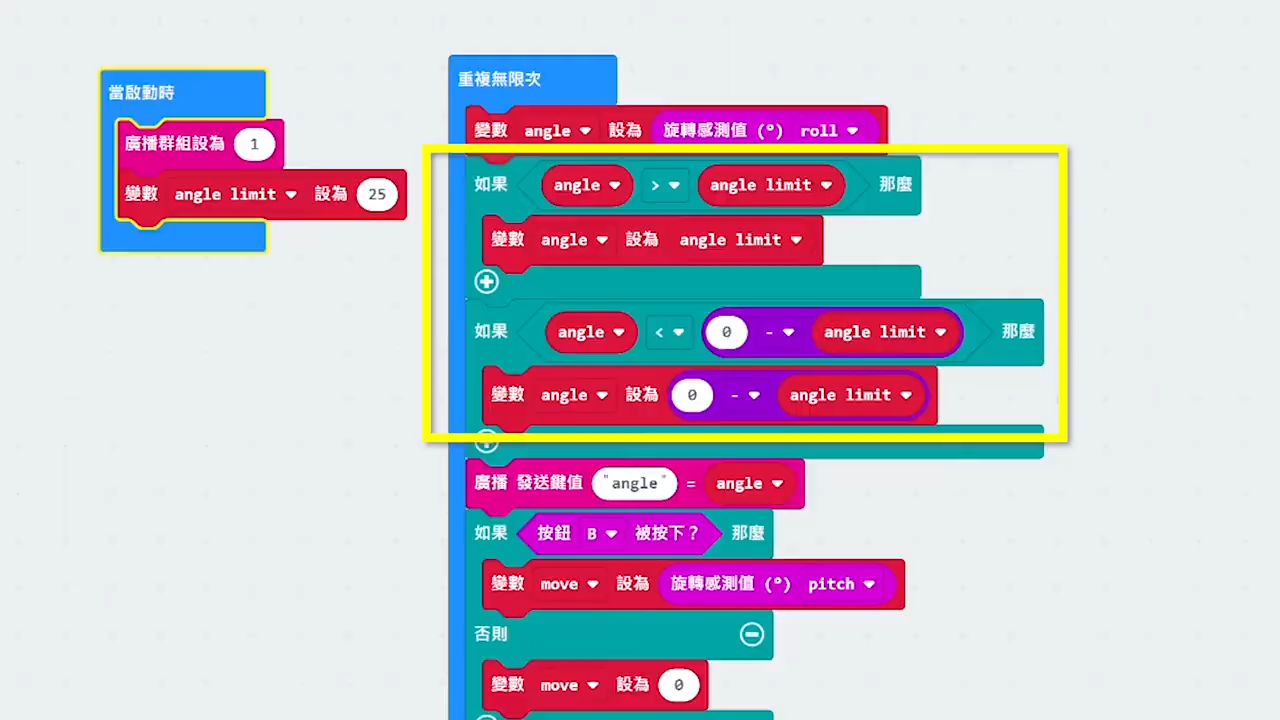 當啟動時
廣播群組設為 1
變數 angle limit 設為 25
重複無限次
變數 angle 設為 旋轉感測值 (°) roll
如果 angle > angle limit 那麼
變數 angle 設為 angle limit
如果 angle < 0 - angle limit 那麼
變數 angle 設為 0 - angle limit
廣播 發送鍵值 "angle" = angle
如果 按鈕 B 被按下? 那麼
變數 move 設為 旋轉感測值 (°) pitch
否則
變數 move 設為 0